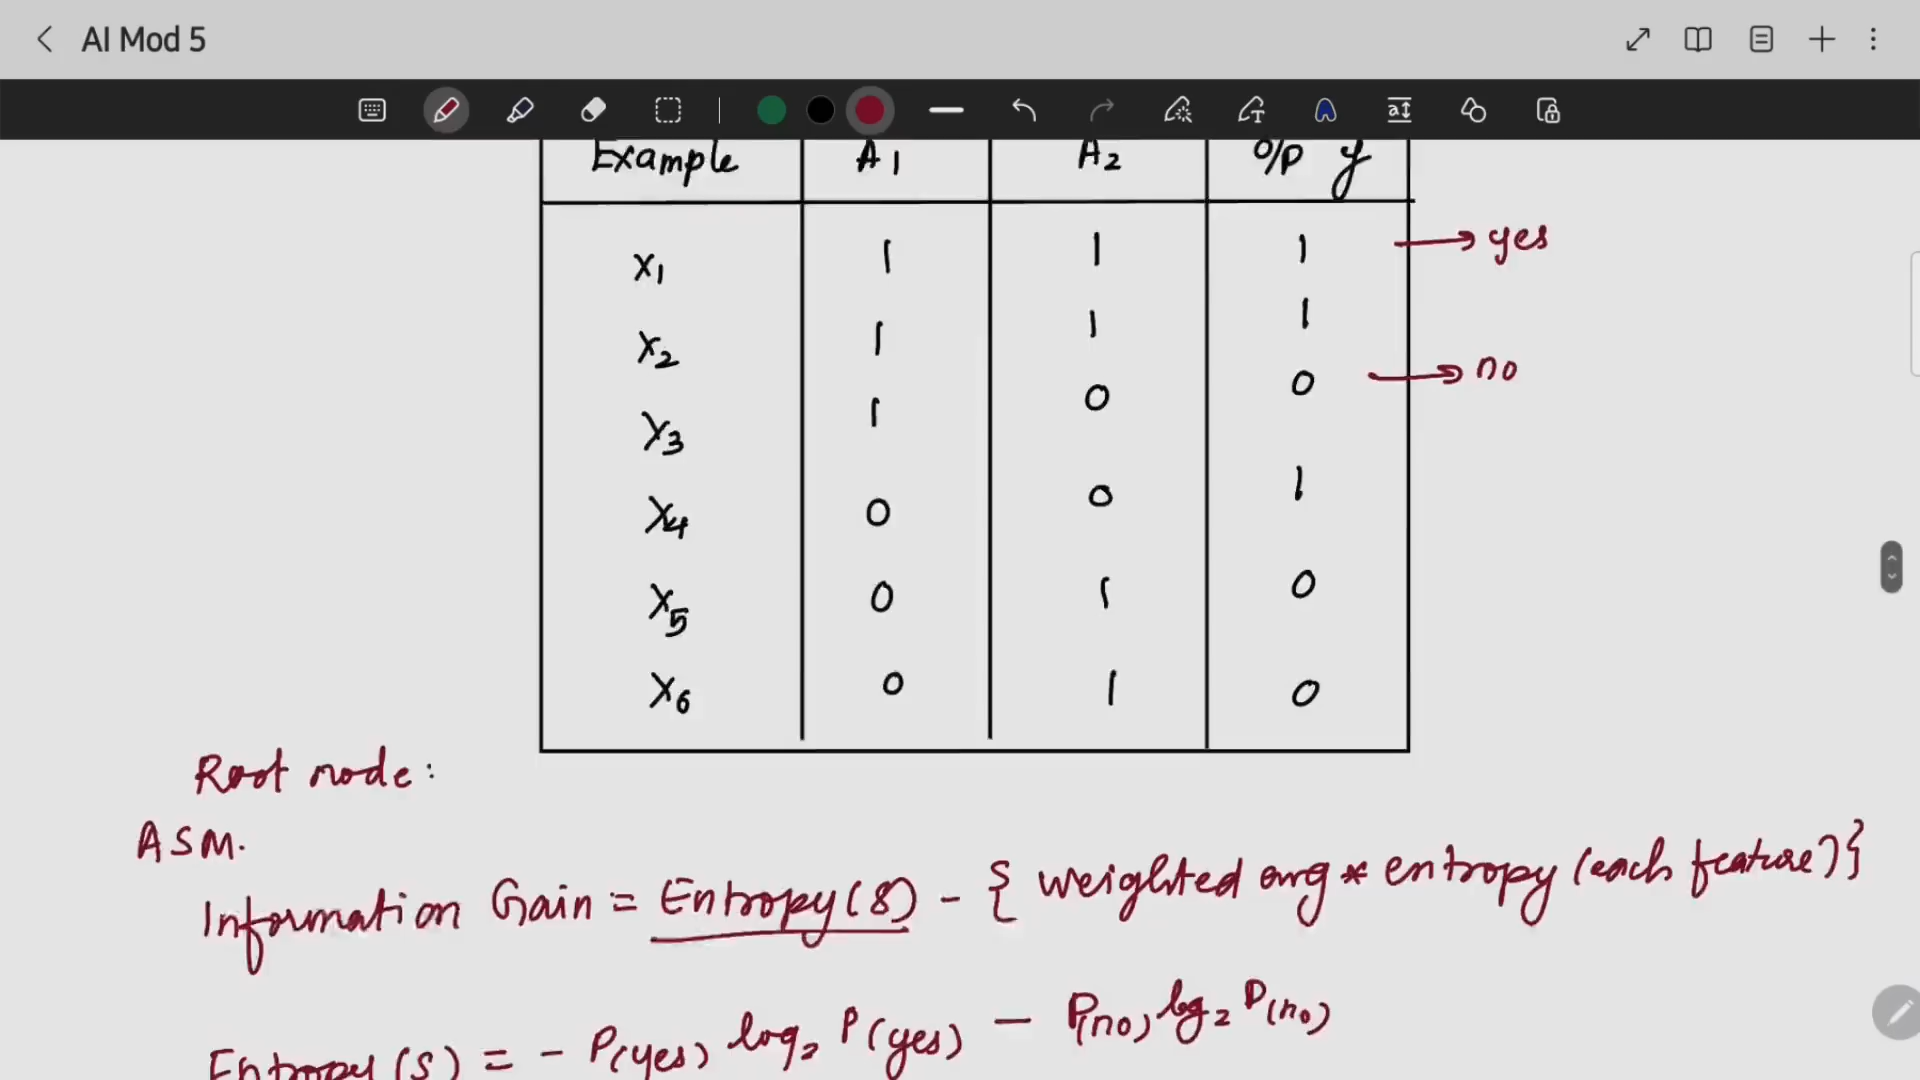 AI Mod 5
Example A1 A2 O/P y
x1 1 1 1 → yes
x2 1 1 1
x3 1 0 0 → no
x4 0 0 1
x5 0 1 0
x6 0 1 0
Root node:
ASM.
Information Gain = Entropy(S) - { weighted avg * entropy (each feature) }
Entropy(S) = - P(yes) log2 P(yes) - P(no) log2 P(no)